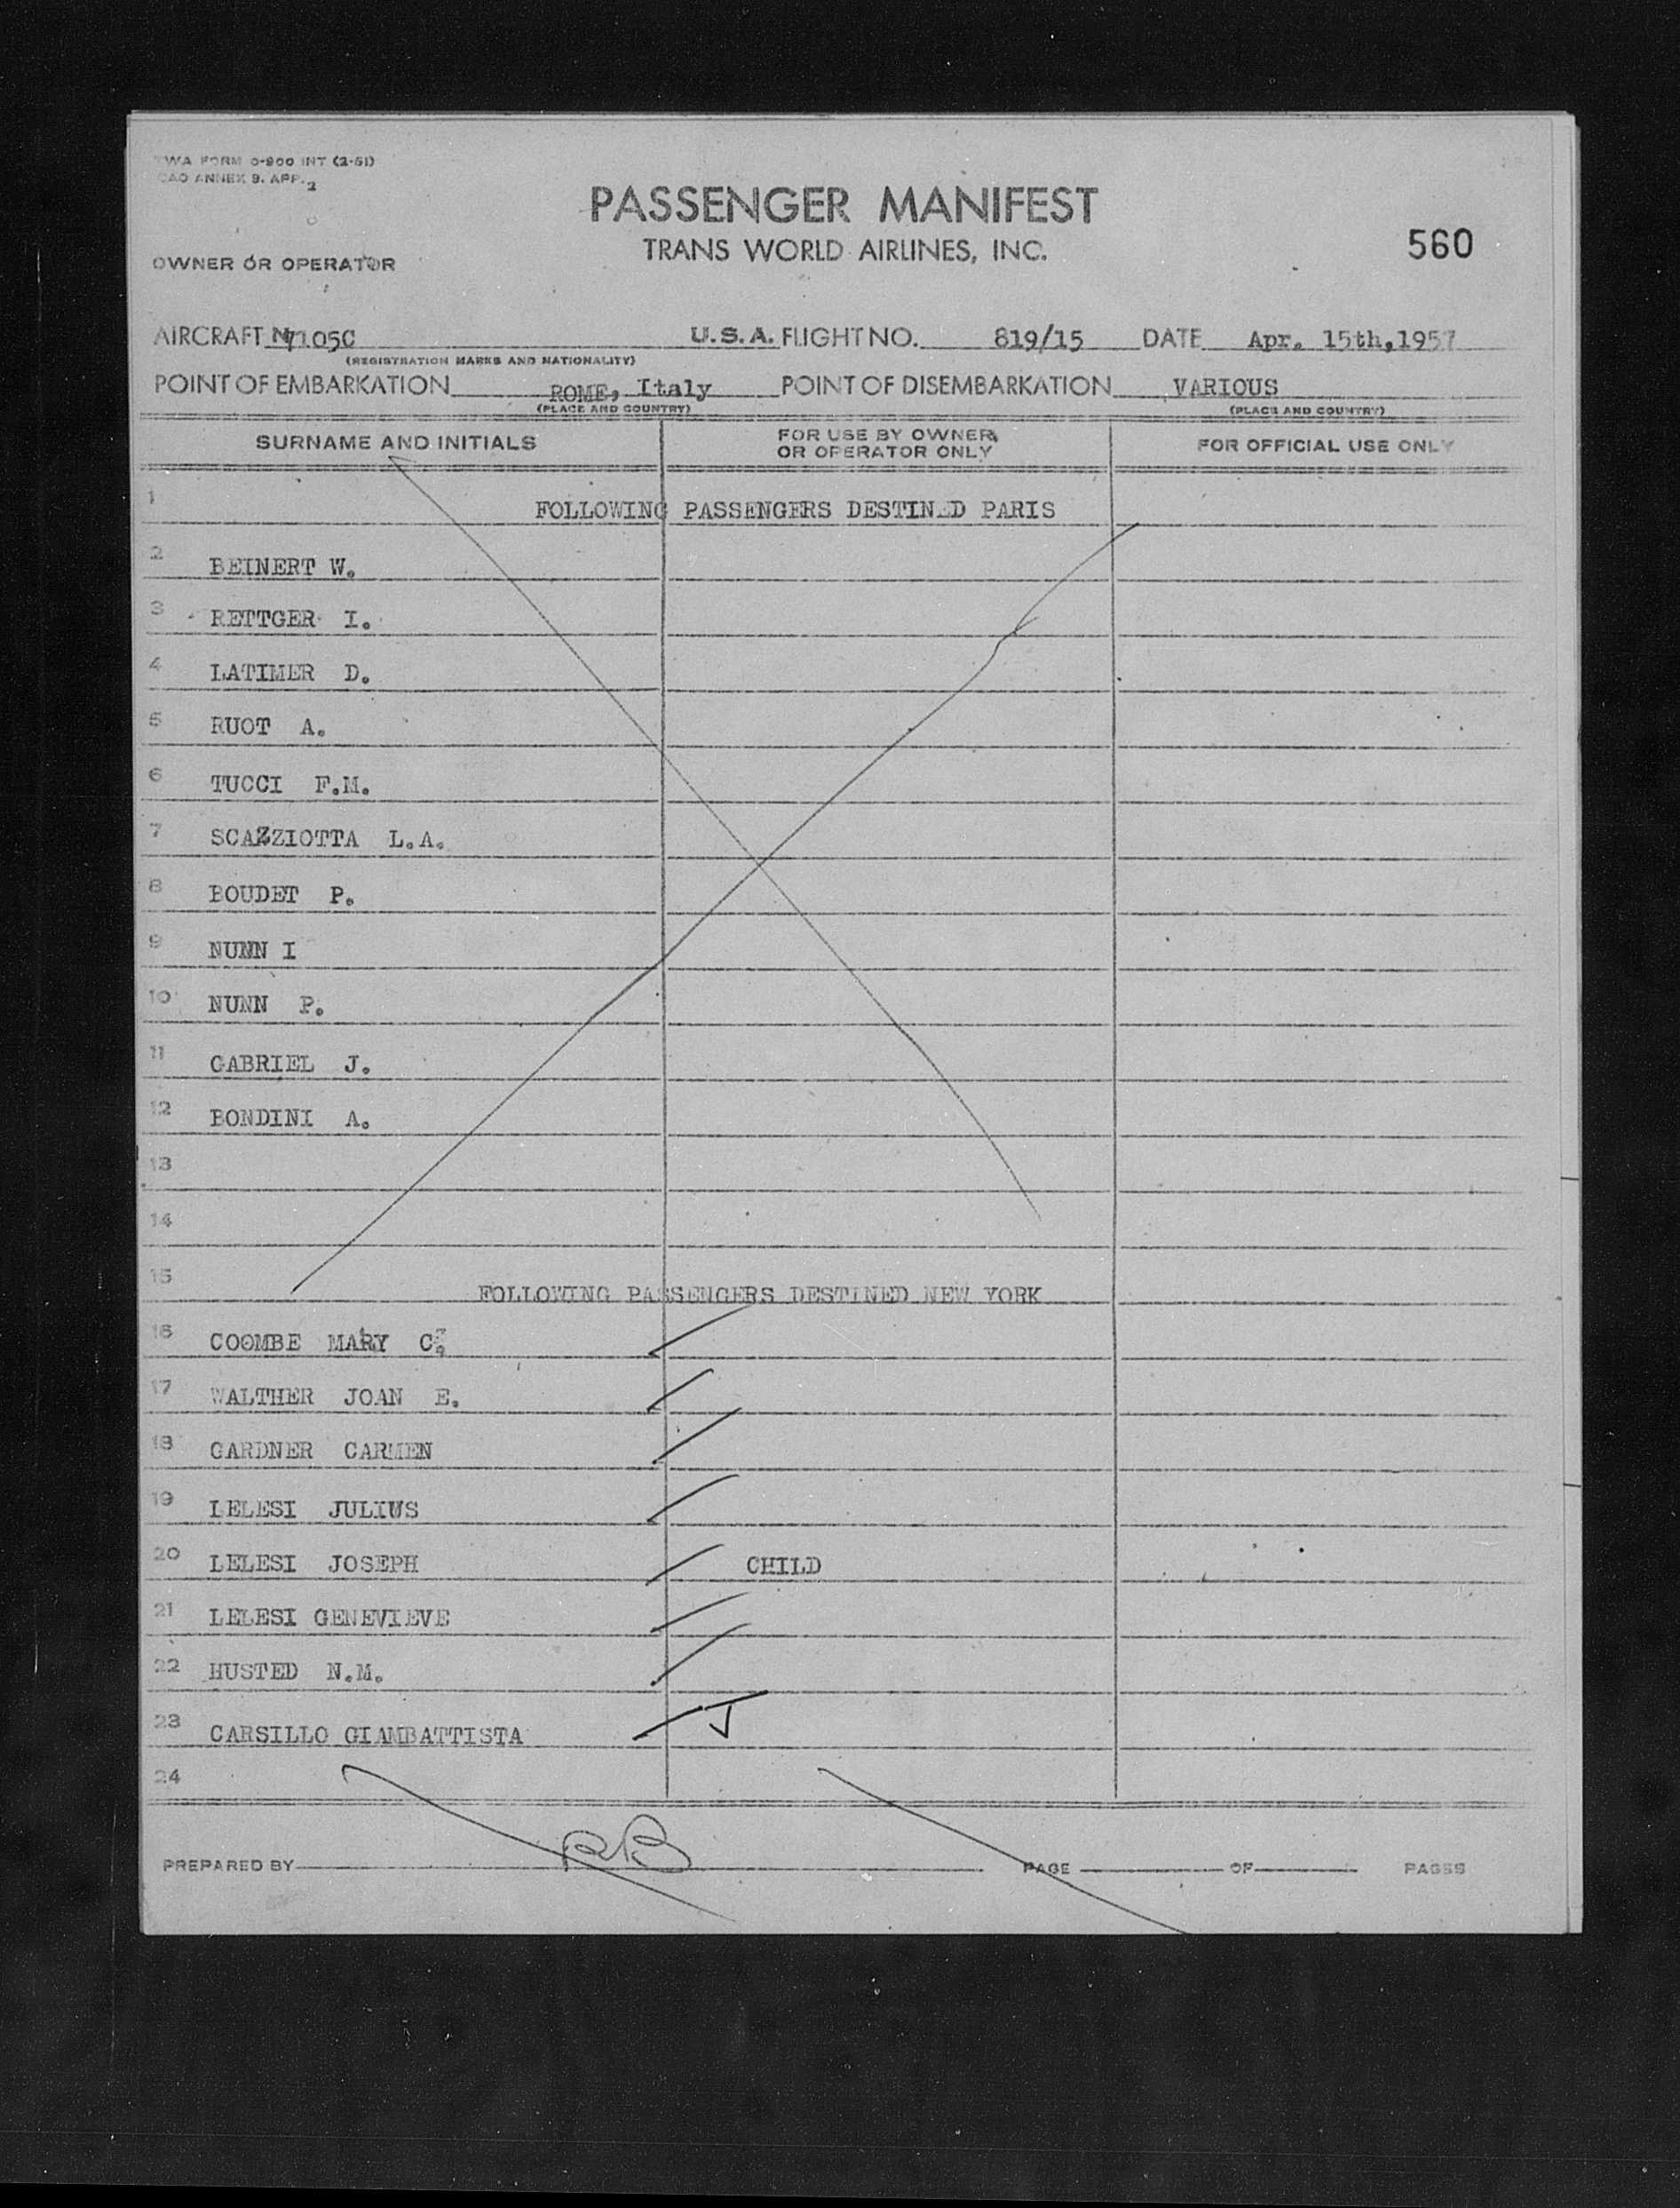 TWA FORM 0-900 INT (2-51)
ICAO ANNEX 9. APP. 2
PASSENGER MANIFEST
TRANS WORLD AIRLINES, INC.
560
OWNER OR OPERATOR
AIRCRAFT N7105C U.S.A. FLIGHT NO. 819/15 DATE Apr. 15th,1957
(REGISTRATION MARKS AND NATIONALITY)
POINT OF EMBARKATION ROME, Italy POINT OF DISEMBARKATION VARIOUS
(PLACE AND COUNTRY) (PLACE AND COUNTRY)
SURNAME AND INITIALS FOR USE BY OWNER OR OPERATOR ONLY FOR OFFICIAL USE ONLY
1 FOLLOWING PASSENGERS DESTINED PARIS
2 BEINERT W.
3 RETTGER I.
4 LATIMER D.
5 RUOT A.
6 TUCCI F.M.
7 SCAZZIOTTA L.A.
8 BOUDET P.
9 NUNN I
10 NUNN P.
11 GABRIEL J.
12 BONDINI A.
13
14
15 FOLLOWING PASSENGERS DESTINED NEW YORK
16 COOMBE MARY C.
17 WALTHER JOAN E.
18 GARDNER CARMEN
19 LELESI JULIUS
20 LELESI JOSEPH CHILD
21 LELESI GENEVIEVE
22 HUSTED N.M.
23 CARSILLO GIAMBATTISTA
24
PREPARED BY RB PAGE OF PAGES